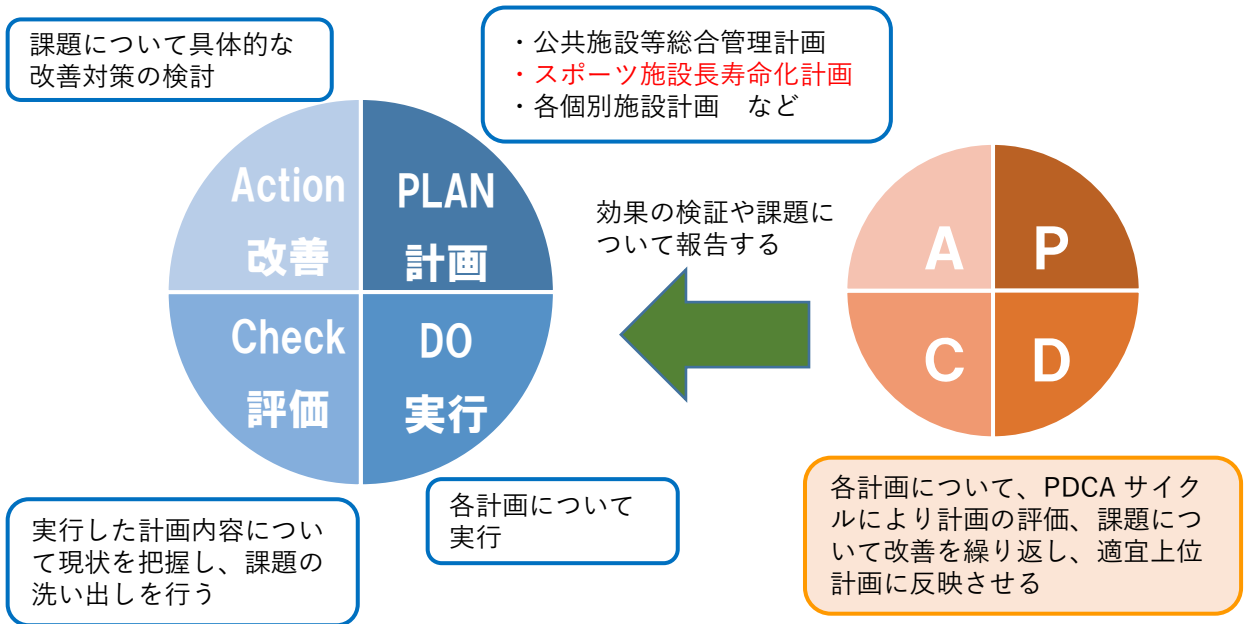 課題について具体的な
改善対策の検討
・公共施設等総合管理計画
・スポーツ施設長寿命化計画
・各個別施設計画　など
Action
改善
PLAN
計画
Check
評価
DO
実行
効果の検証や課題に
ついて報告する
A
P
C
D
実行した計画内容につい
て現状を把握し、課題の
洗い出しを行う
各計画について
実行
各計画について、PDCA サイク
ルにより計画の評価、課題につ
いて改善を繰り返し、適宜上位
計画に反映させる